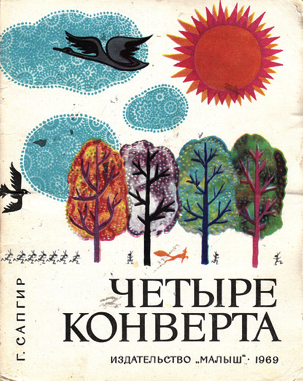 Г. САПГИР
ЧЕТЫРЕ
КОНВЕРТА
ИЗДАТЕЛЬСТВО „МАЛЫШ" · 1969